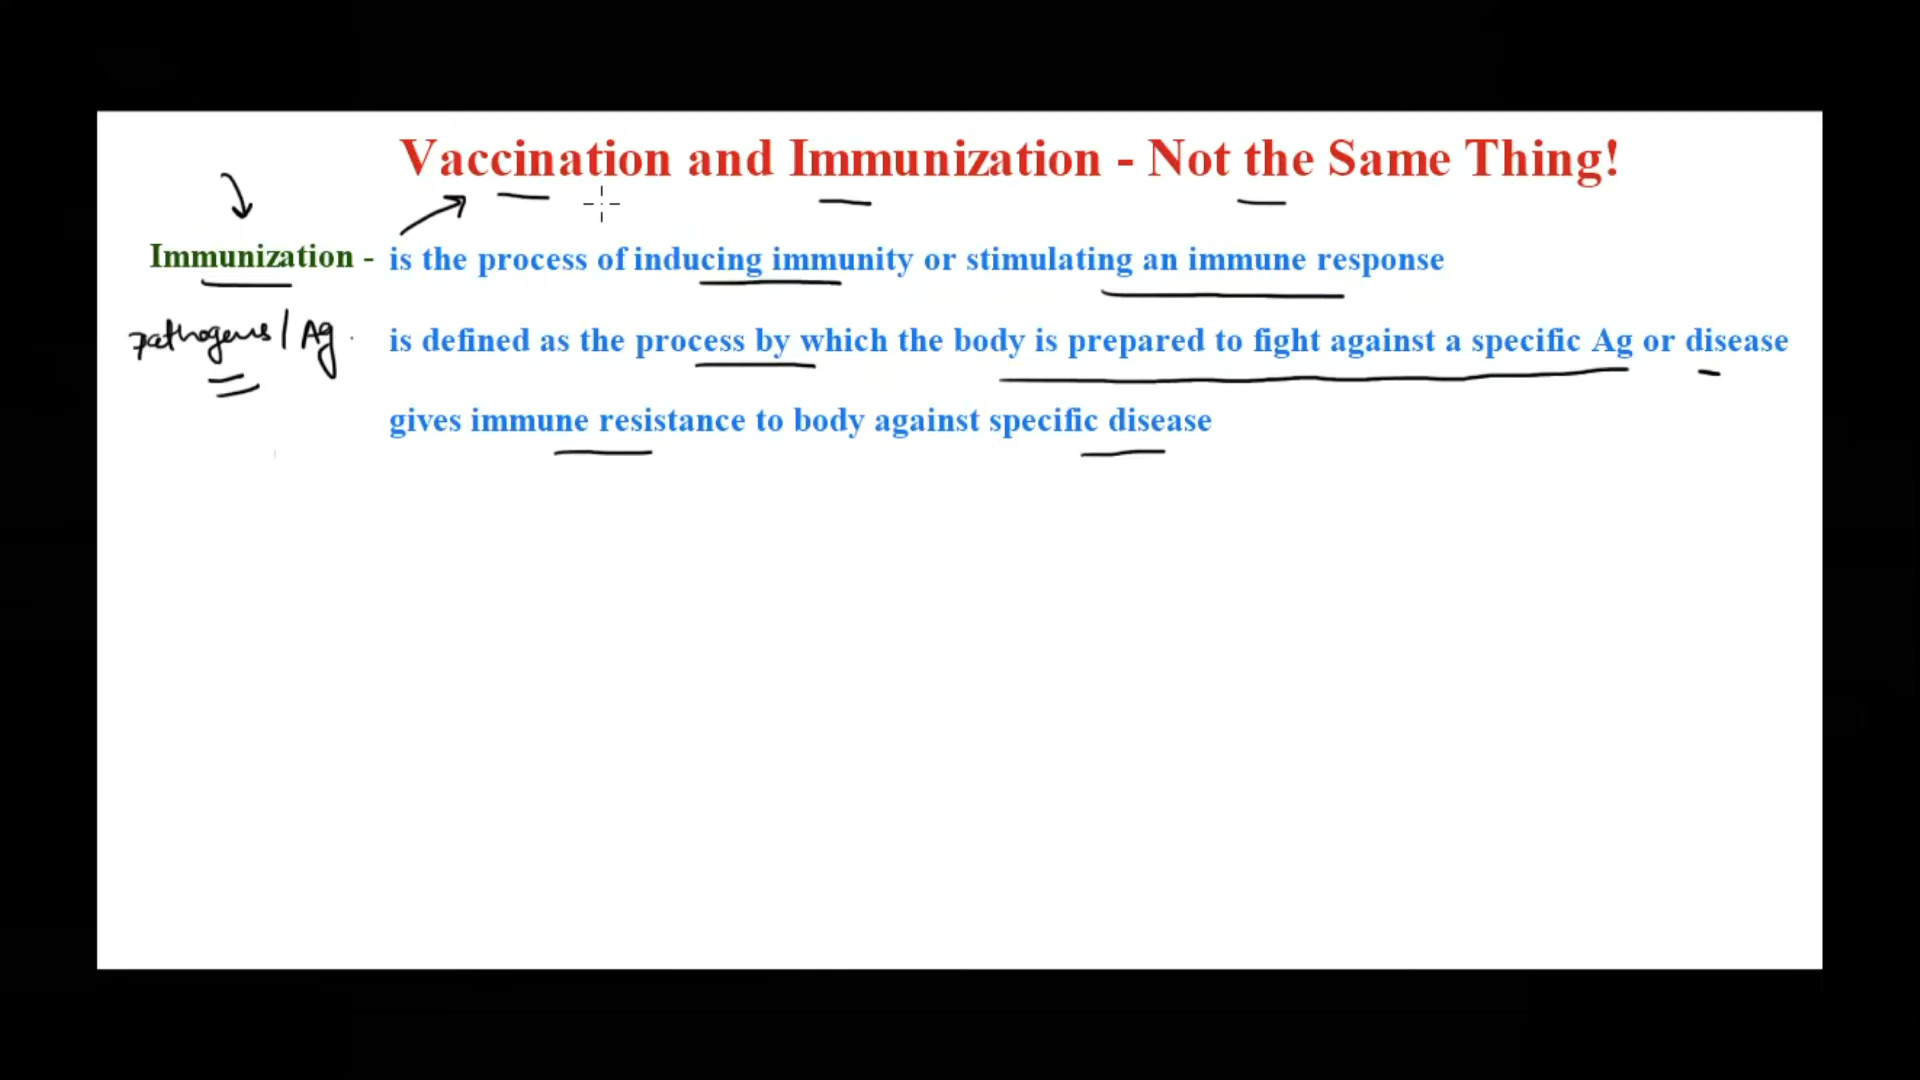 Vaccination and Immunization - Not the Same Thing!
Immunization - is the process of inducing immunity or stimulating an immune response
pathogens / Ag is defined as the process by which the body is prepared to fight against a specific Ag or disease
gives immune resistance to body against specific disease